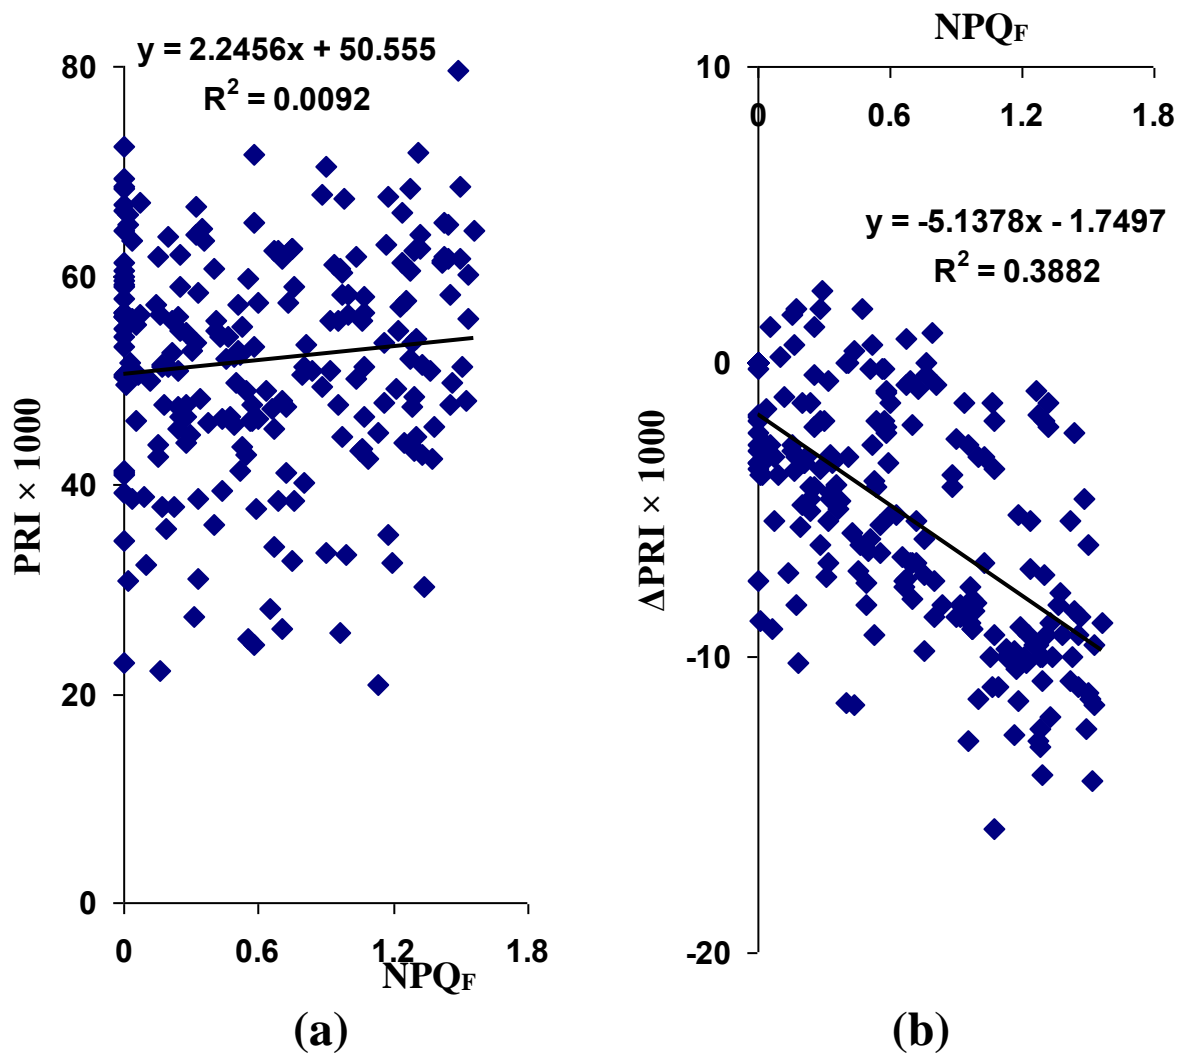 y = 2.2456x + 50.555
R² = 0.0092
80
60
40
20
0
PRI × 1000
0 0.6 1.2 1.8
NPQF
(a)
NPQF
10
0 0.6 1.2 1.8
y = -5.1378x - 1.7497
R² = 0.3882
0
-10
-20
ΔPRI × 1000
(b)